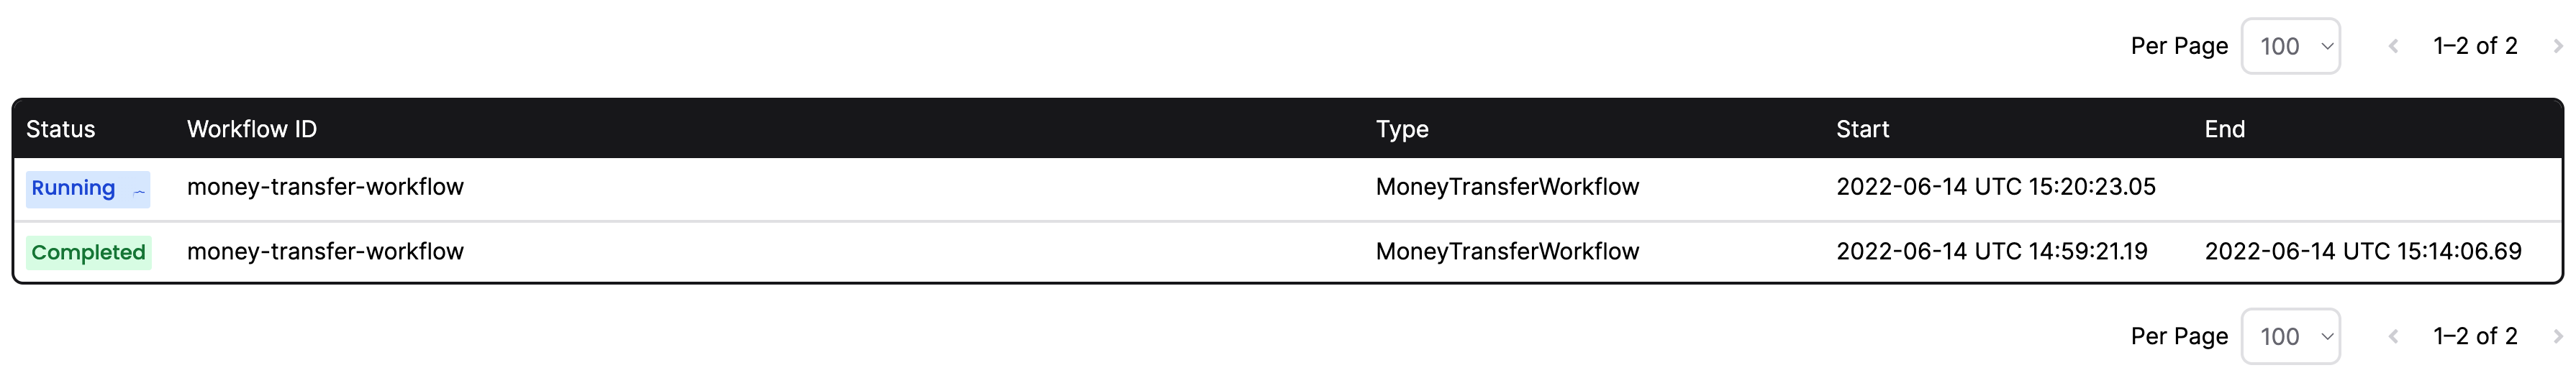 Per Page 100 1–2 of 2
Status Workflow ID Type Start End
Running money-transfer-workflow MoneyTransferWorkflow 2022-06-14 UTC 15:20:23.05
Completed money-transfer-workflow MoneyTransferWorkflow 2022-06-14 UTC 14:59:21.19 2022-06-14 UTC 15:14:06.69
Per Page 100 1–2 of 2